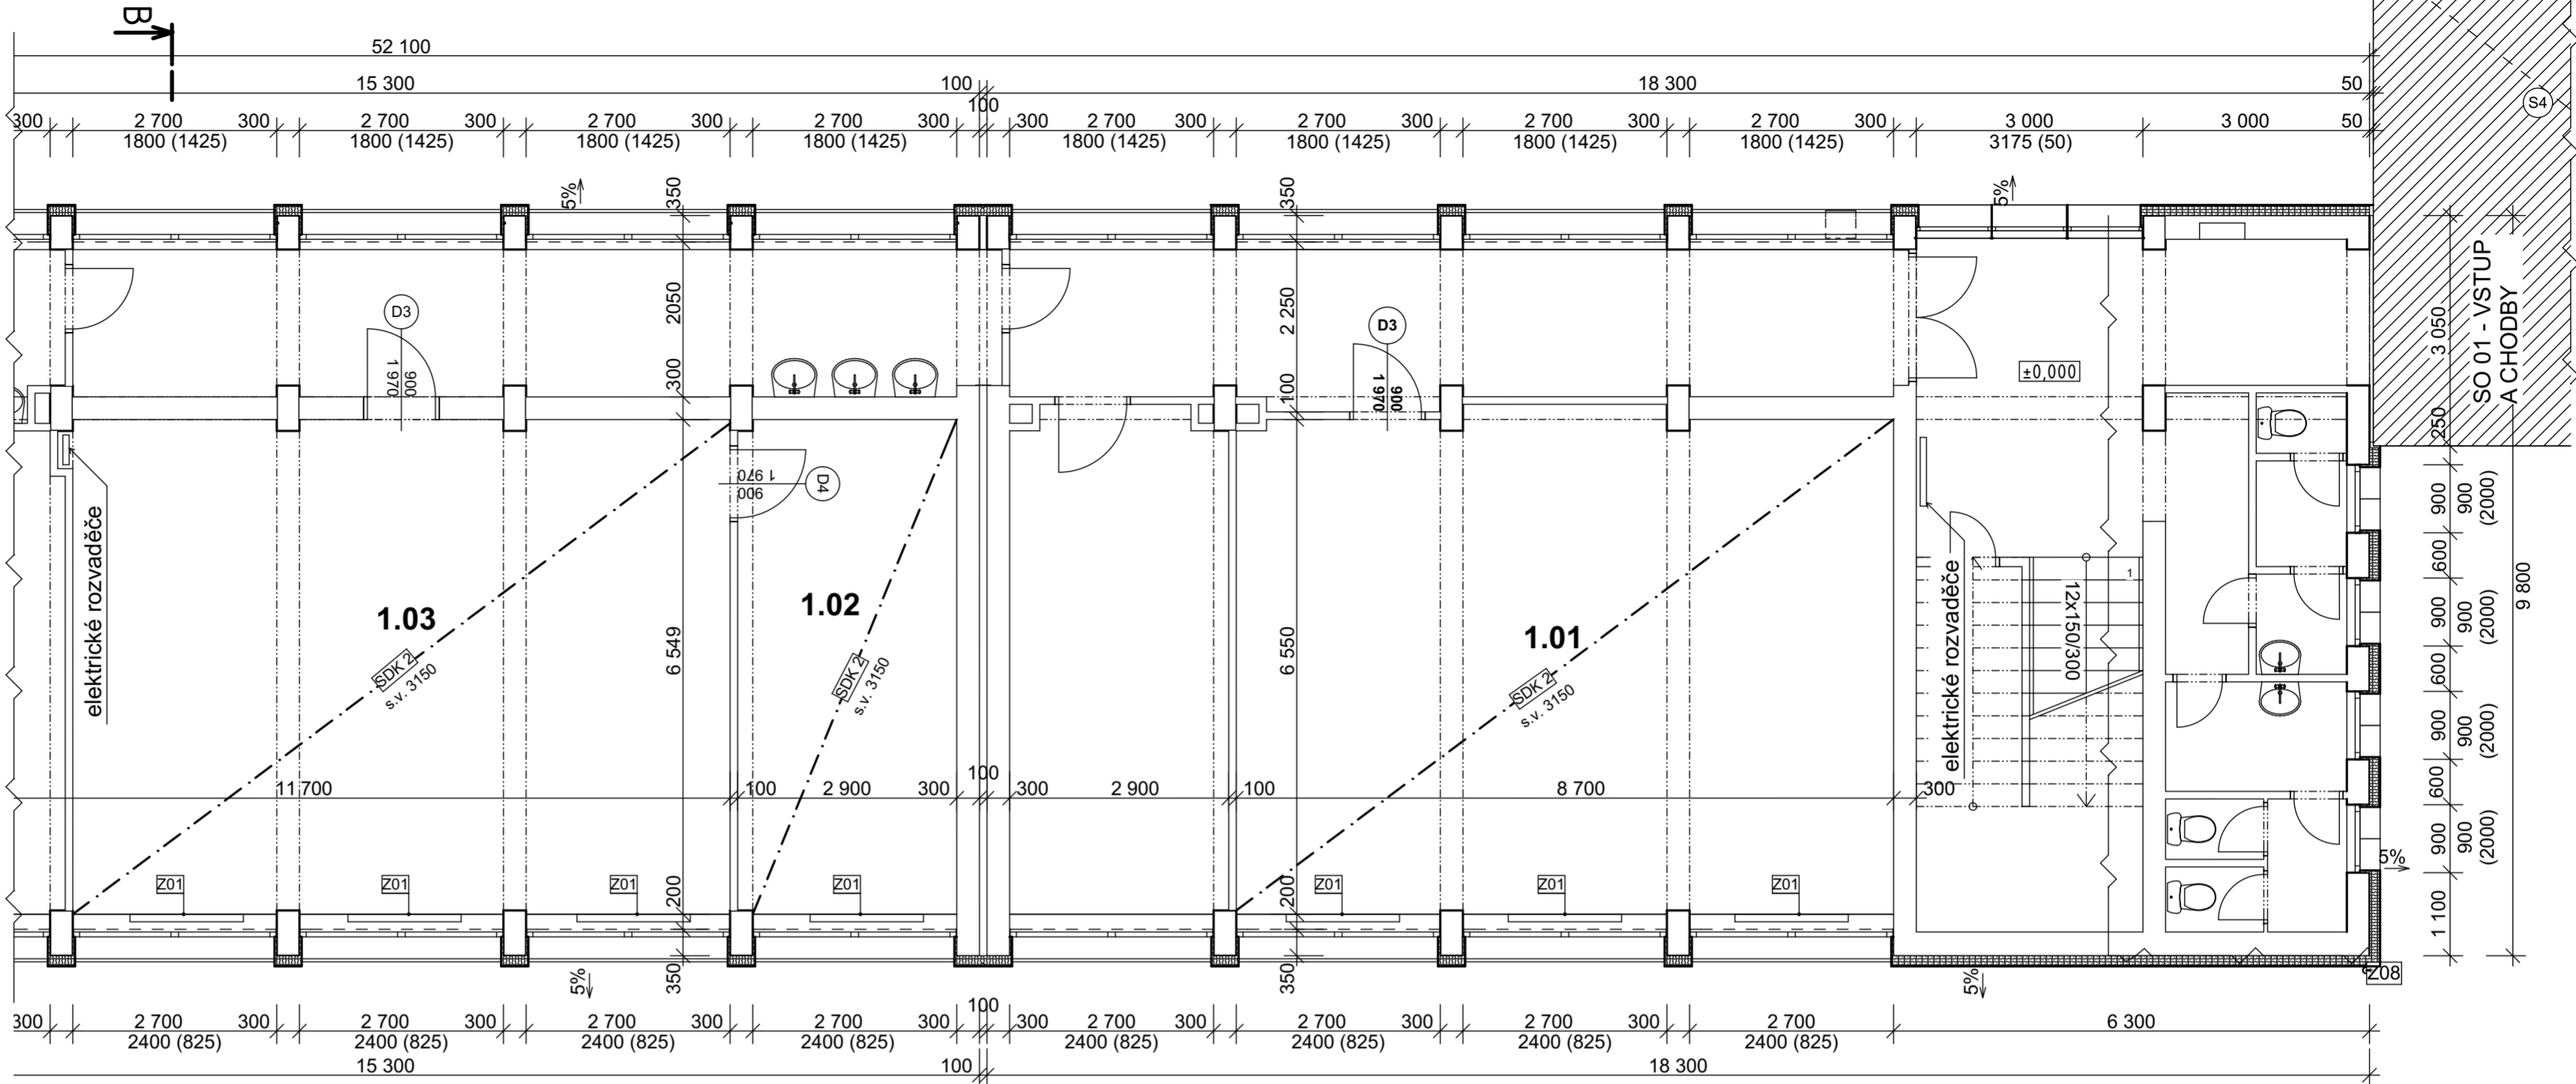 B
52 100
15 300 100 18 300 50
100
300 2 700 300 2 700 300 2 700 300 2 700 300 300 2 700 300 2 700 300 2 700 300 2 700 300 3 000 3 000 50
1800 (1425) 1800 (1425) 1800 (1425) 1800 (1425) 1800 (1425) 1800 (1425) 1800 (1425) 1800 (1425) 3175 (50)
S4
5% 350 350 5%
SO 01 - VSTUP
A CHODBY
D3
900
1 970
2050
300
D3
900
1 970
2 250
100
±0,000
3 050
250
D4
900
1 970
elektrické rozvaděče
1.03
SDK 2
s.v. 3150
6 549
1.02
SDK 2
s.v. 3150
6 550
1.01
SDK 2
s.v. 3150
elektrické rozvaděče
1
12x150/300
900
900
(2000)
600
900
900
(2000)
600
900
900
(2000)
600
900
900
(2000)
1 100
9 800
100
11 700 100 2 900 300 300 2 900 100 8 700 300
Z01 Z01 Z01 200 Z01 200 Z01 Z01 Z01
5%
5% 350 350 5%
Z08
100
300 2 700 300 2 700 300 2 700 300 2 700 300 300 2 700 300 2 700 300 2 700 300 2 700 6 300
2400 (825) 2400 (825) 2400 (825) 2400 (825) 2400 (825) 2400 (825) 2400 (825) 2400 (825)
15 300 100 18 300